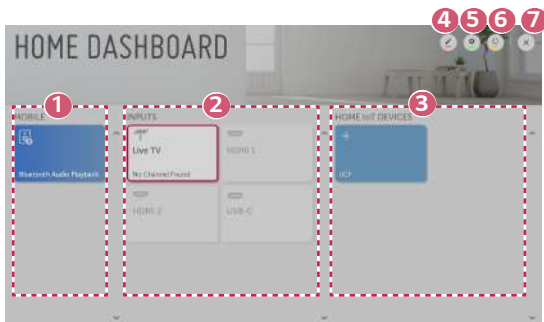 4 5 6 7
HOME DASHBOARD
1 2 3
MOBILE INPUTS HOME IoT DEVICES
Live TV HDMI 1
Bluetooth Audio Playback No Channel Found OCF
HDMI 2 USB-C